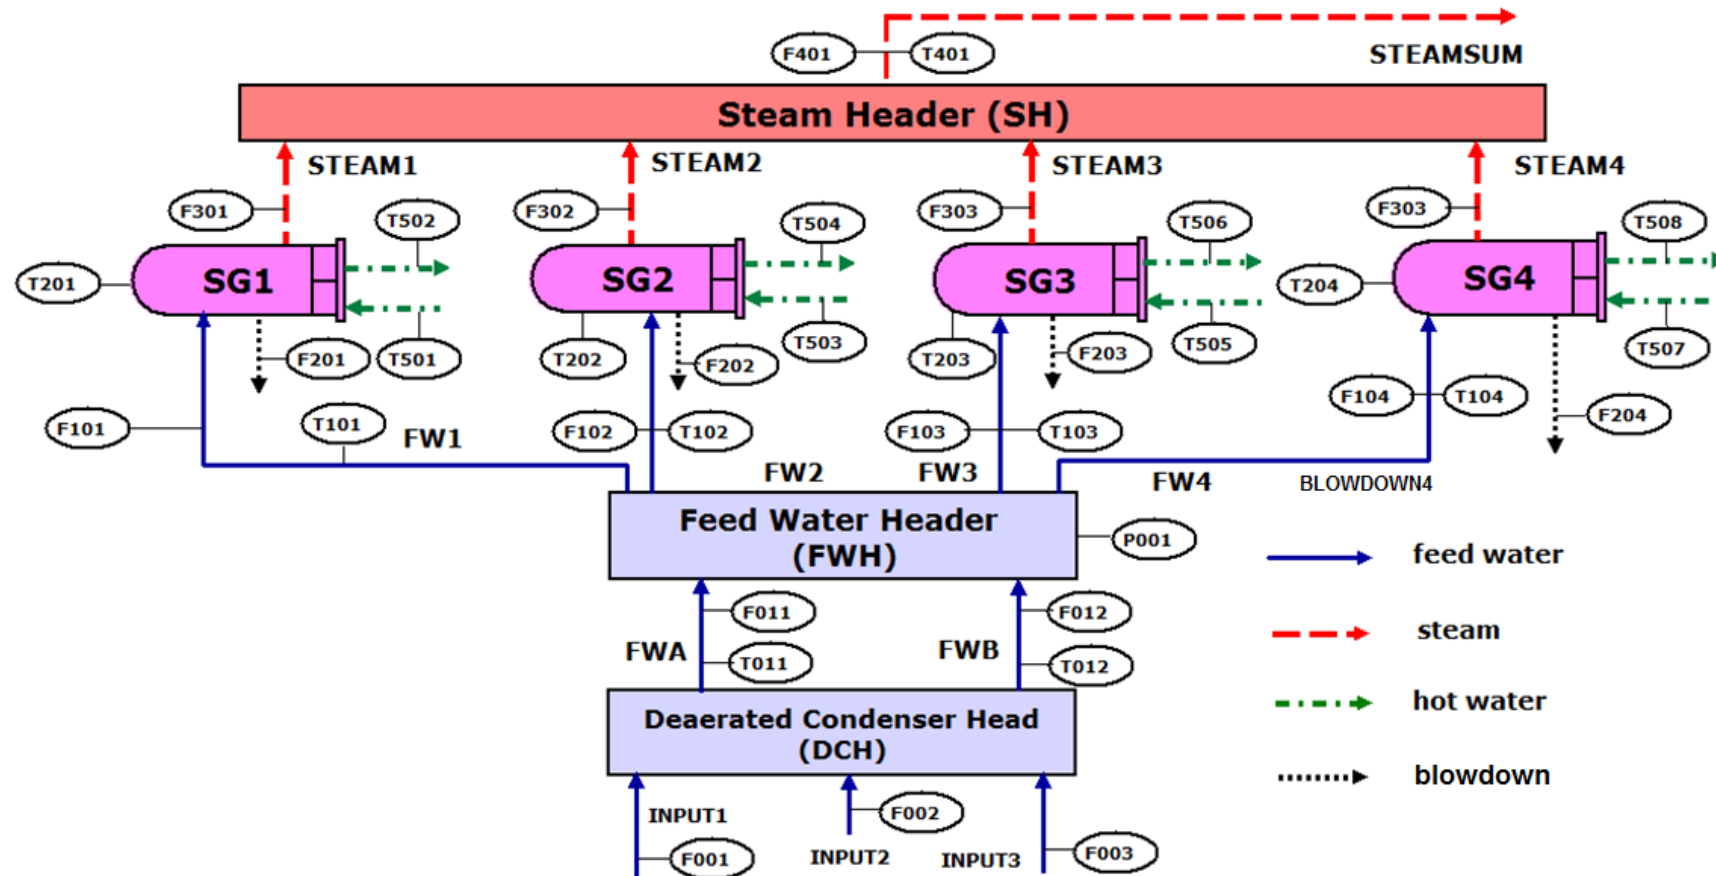 F401
T401
STEAMSUM
Steam Header (SH)
STEAM1
STEAM2
STEAM3
STEAM4
F301
T502
F302
T504
F303
T506
F303
T508
T201
SG1
SG2
SG3
T204
SG4
F201
T501
T202
F202
T503
T203
F203
T505
T507
F101
T101
FW1
F102
T102
F103
T103
F104
T104
F204
FW2
FW3
FW4
BLOWDOWN4
Feed Water Header
(FWH)
P001
feed water
F011
F012
FWA
T011
FWB
T012
steam
hot water
Deaerated Condenser Head
(DCH)
blowdown
INPUT1
F002
F001
INPUT2
INPUT3
F003